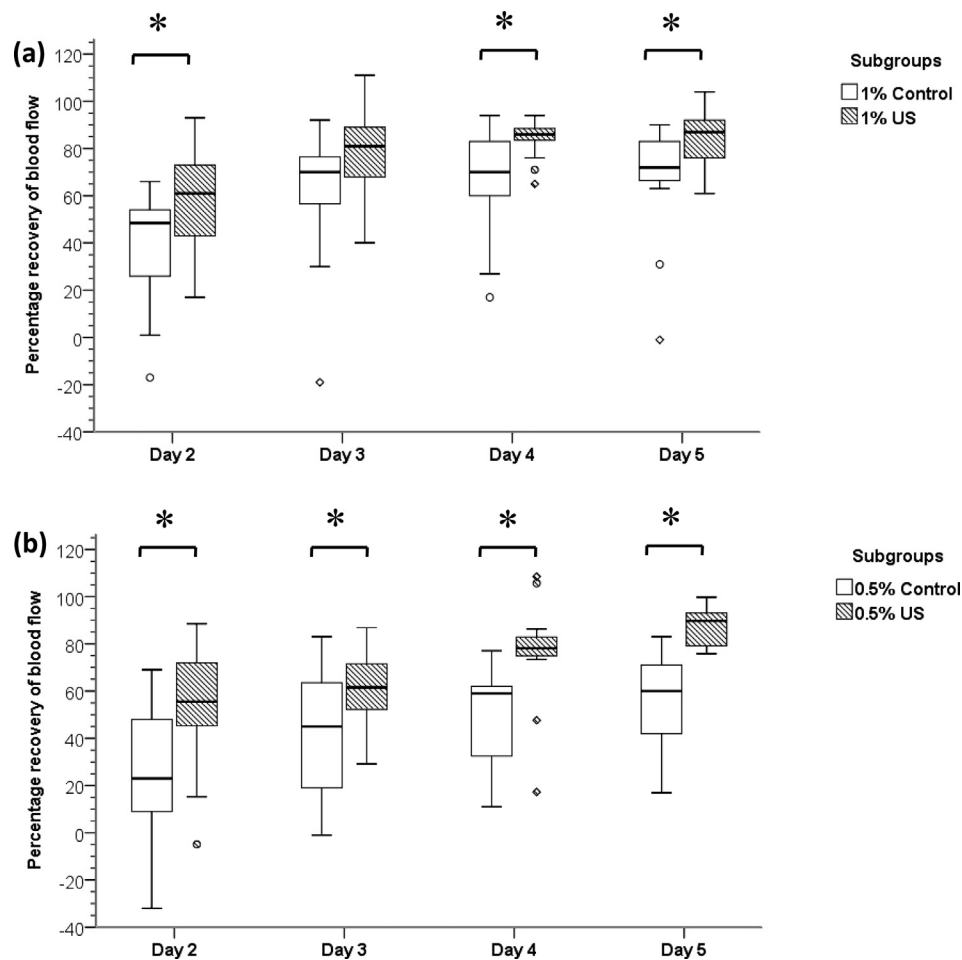 (a)
*
*
*
Percentage recovery of blood flow
120
100
80
60
40
20
0
-20
-40
Day 2
Day 3
Day 4
Day 5
Subgroups
1% Control
1% US
(b)
*
*
*
*
Percentage recovery of blood flow
120
100
80
60
40
20
0
-20
-40
Day 2
Day 3
Day 4
Day 5
Subgroups
0.5% Control
0.5% US